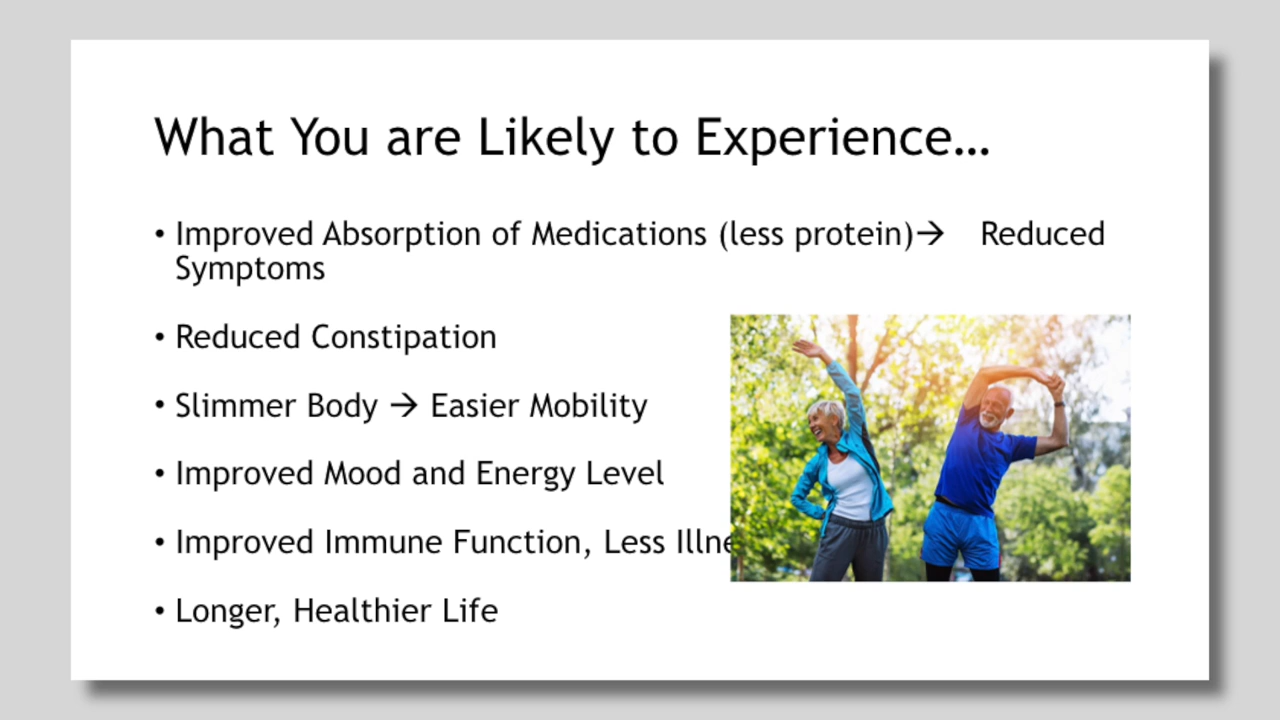 What You are Likely to Experience...
• Improved Absorption of Medications (less protein)→ Reduced
Symptoms
• Reduced Constipation
• Slimmer Body → Easier Mobility
• Improved Mood and Energy Level
• Improved Immune Function, Less
• Longer, Healthier Life